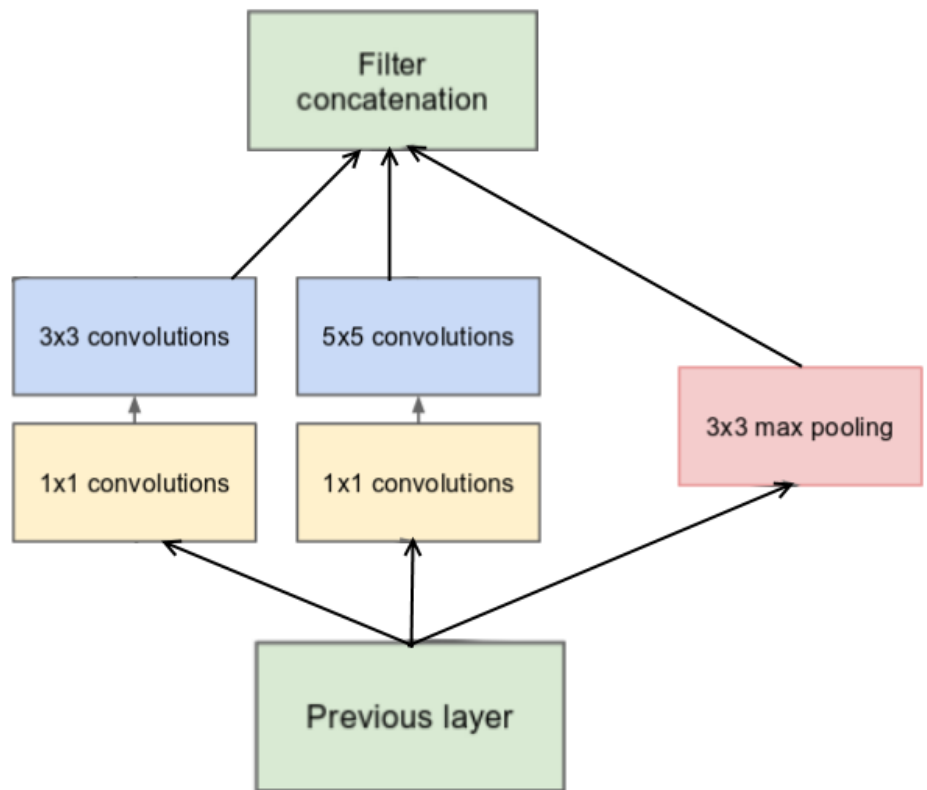 Filter
concatenation
3x3 convolutions
5x5 convolutions
3x3 max pooling
1x1 convolutions
1x1 convolutions
Previous layer